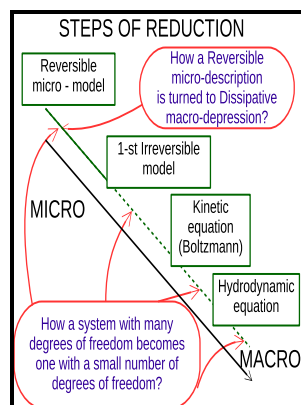 STEPS OF REDUCTION
Reversible
micro - model
How a Reversible
micro-description
is turned to Dissipative
macro-depression?
1-st Irreversible
model
MICRO
Kinetic
equation
(Boltzmann)
Hydrodynamic
equation
How a system with many
degrees of freedom becomes
one with a small number of
degrees of freedom?
MACRO